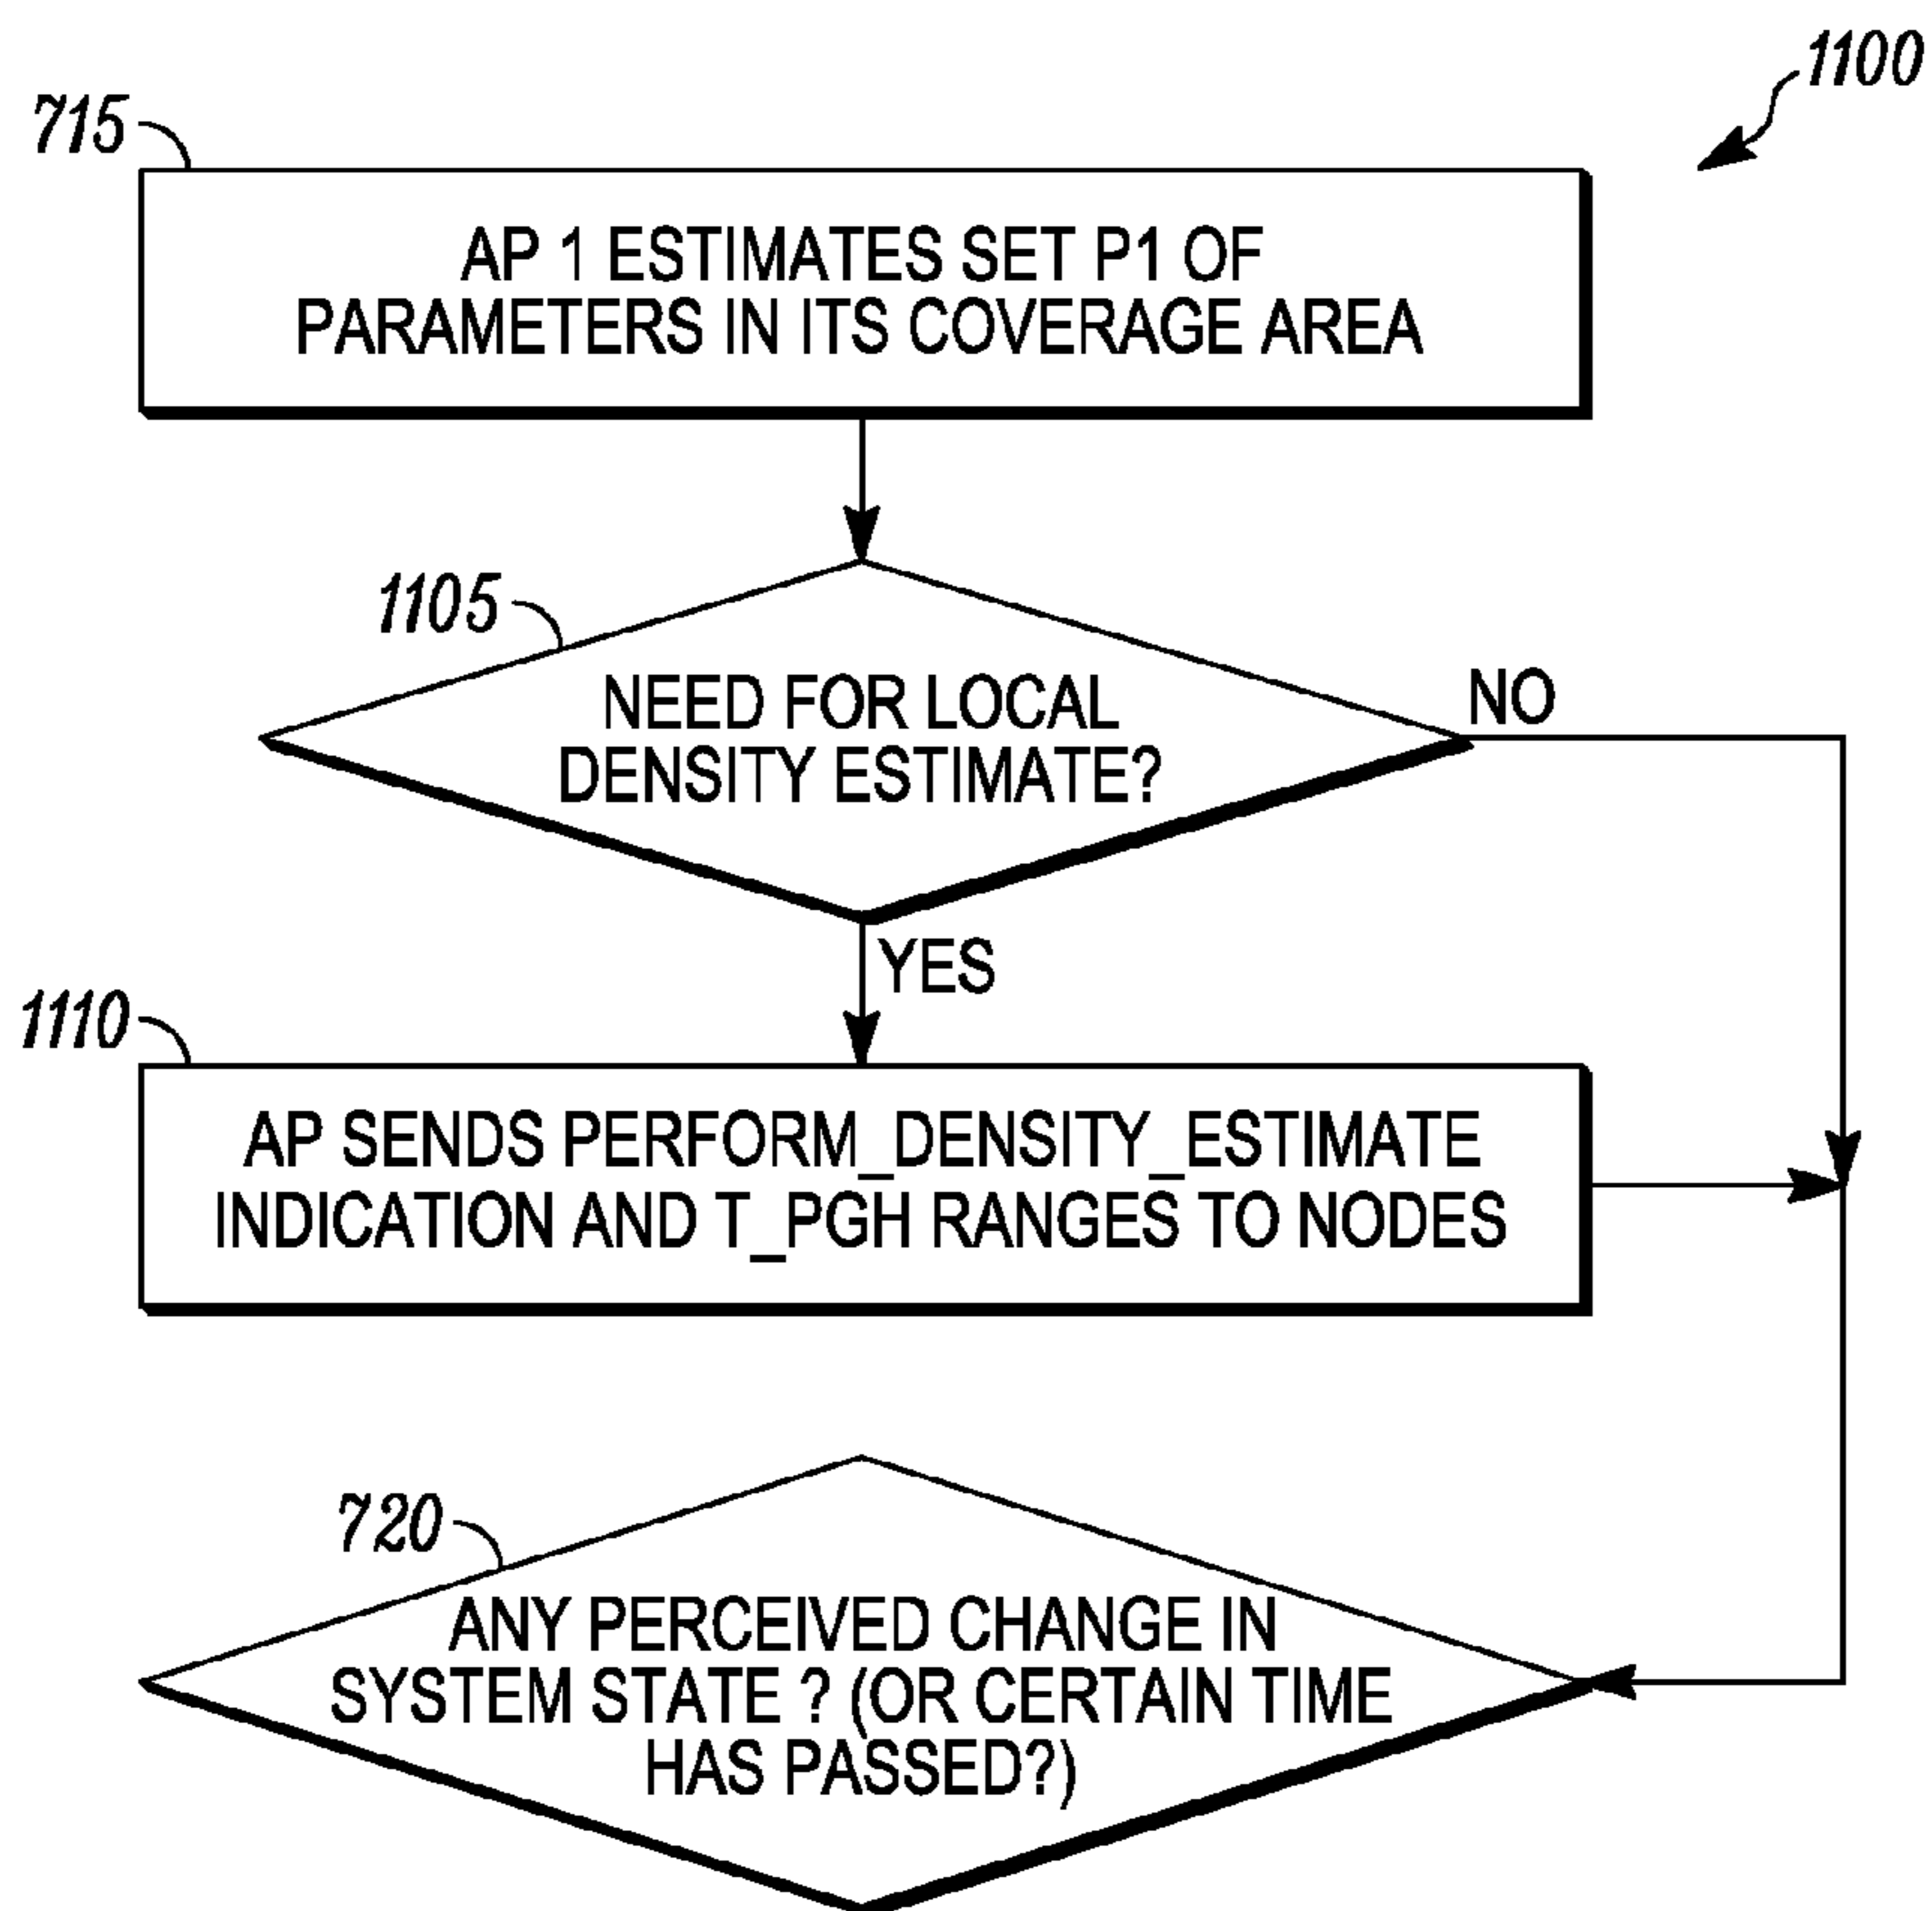 1100
715
AP 1 ESTIMATES SET P1 OF
PARAMETERS IN ITS COVERAGE AREA
1105
NEED FOR LOCAL
DENSITY ESTIMATE?
NO
YES
1110
AP SENDS PERFORM_DENSITY_ESTIMATE
INDICATION AND T_PGH RANGES TO NODES
720
ANY PERCEIVED CHANGE IN
SYSTEM STATE ? (OR CERTAIN TIME
HAS PASSED?)